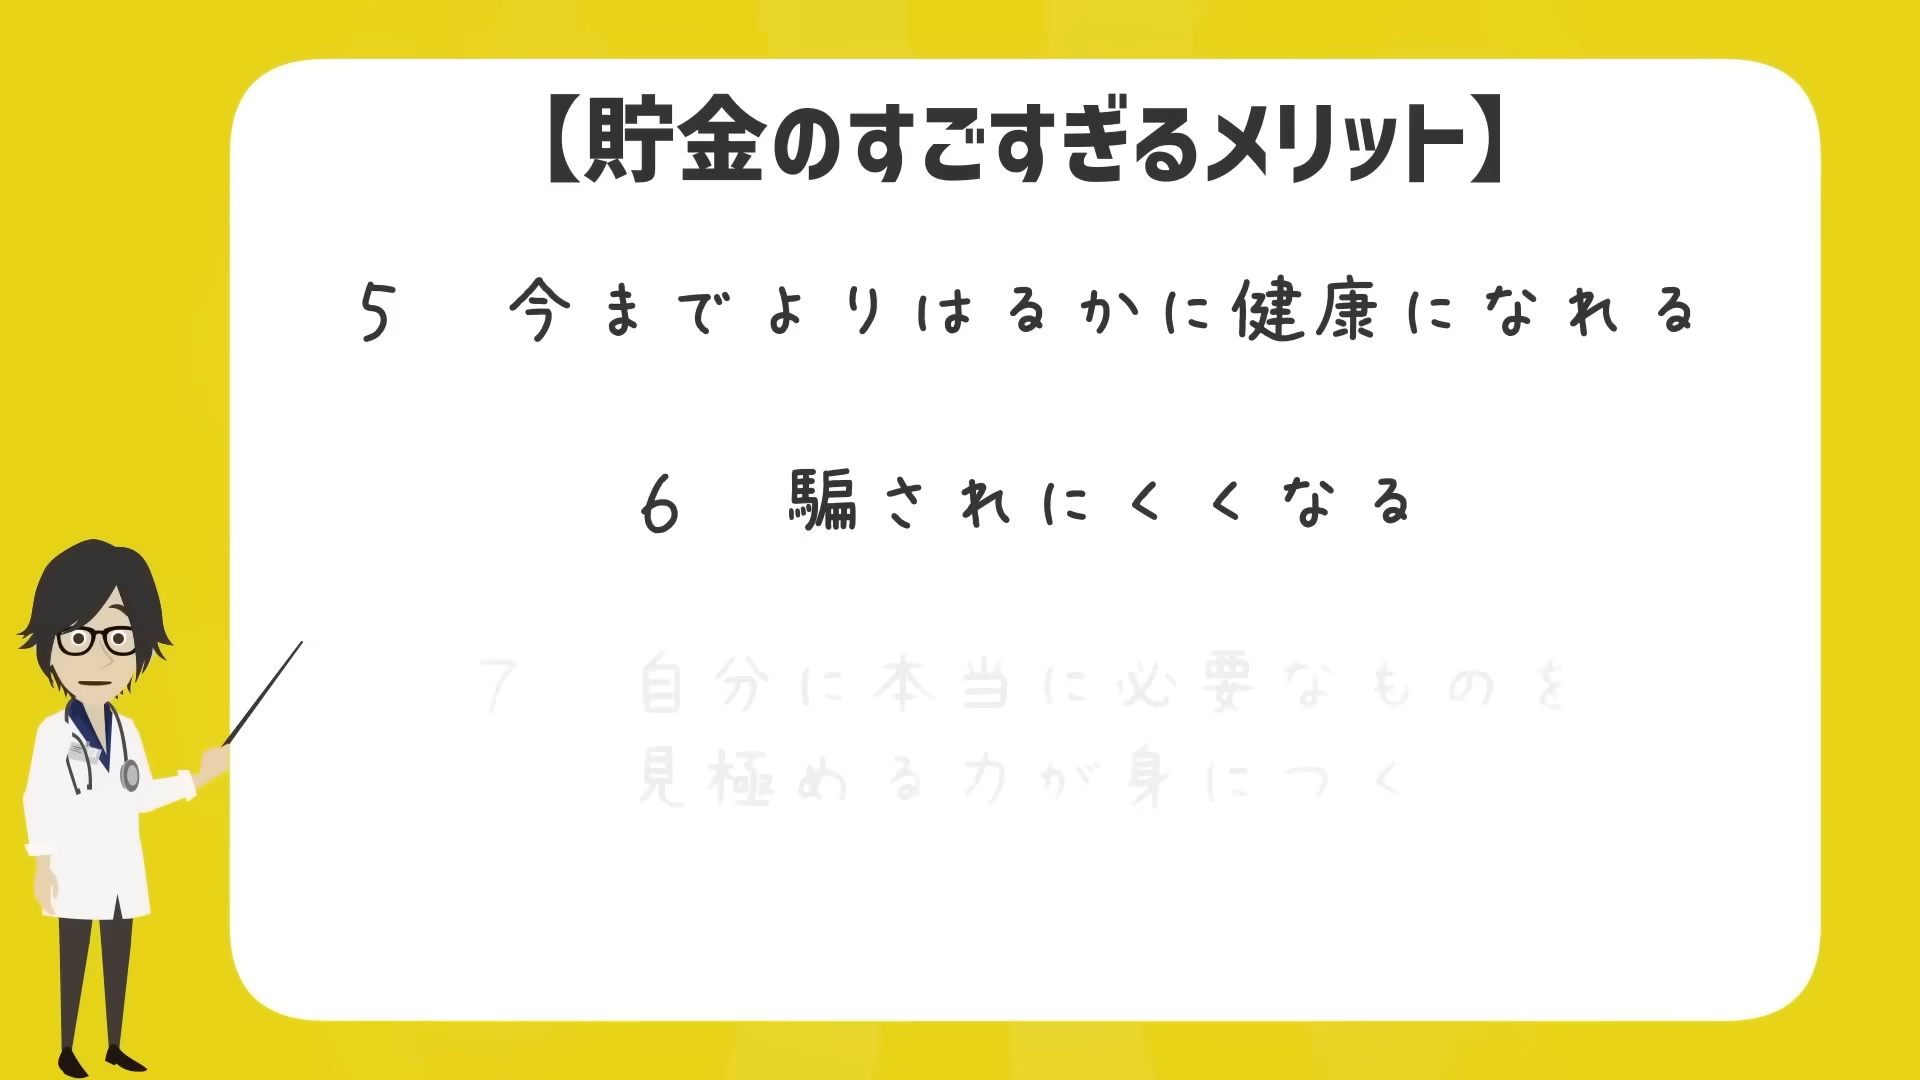 【貯金のすごすぎるメリット】
5 今までよりはるかに健康になれる
6 騙されにくくなる
7 自分に本当に必要なものを
見極める力が身につく